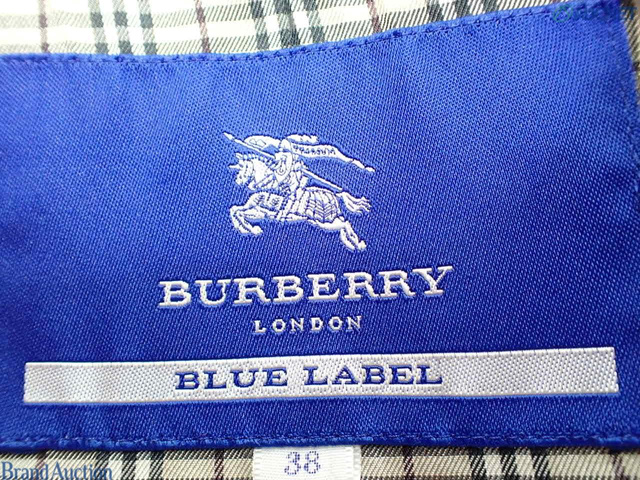 BURBERRY
LONDON
BLUE LABEL
38
Brand Auction